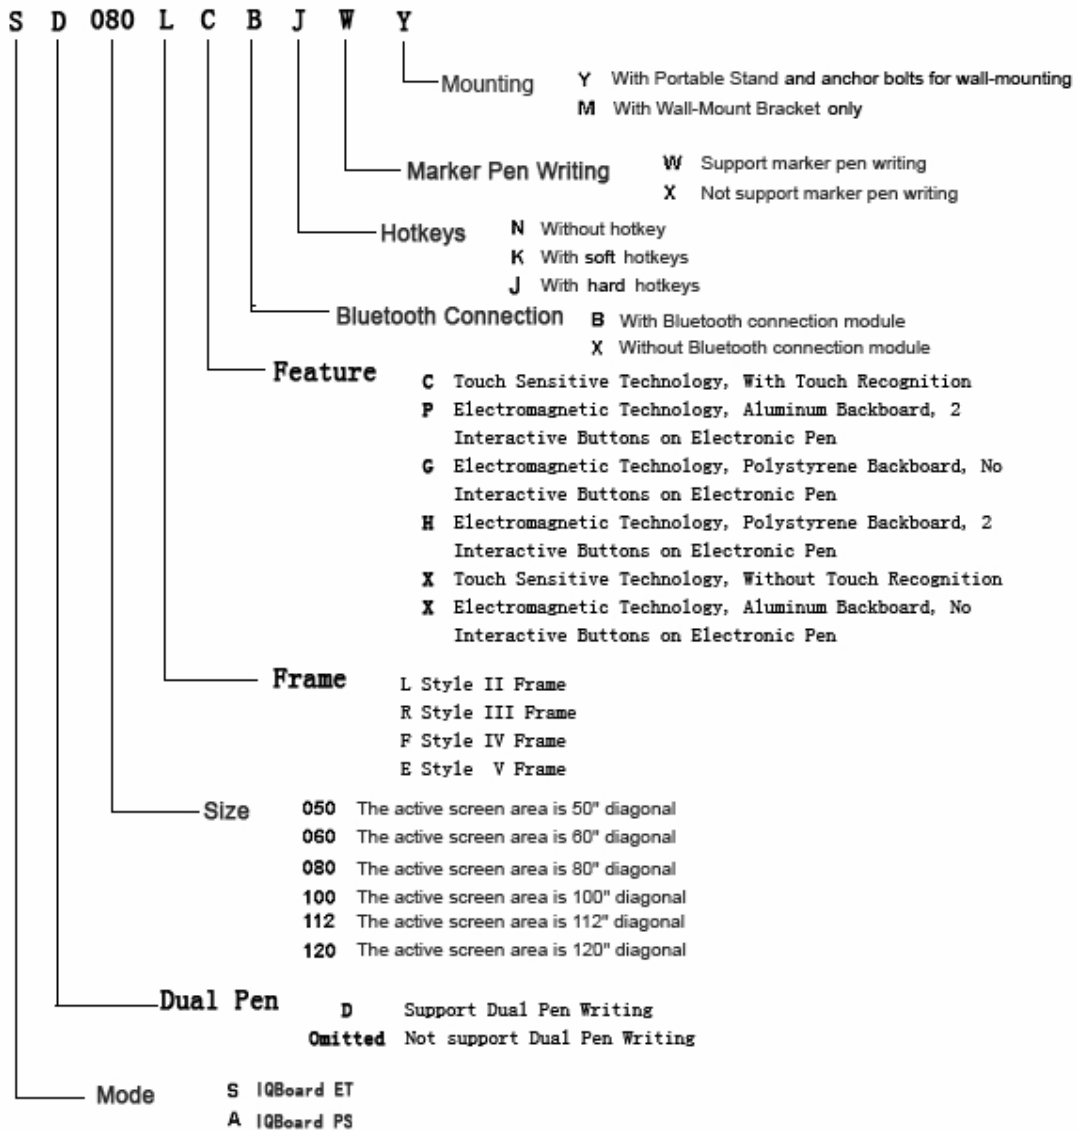 S D 080 L C B J W Y
Mounting
Y With Portable Stand and anchor bolts for wall-mounting
M With Wall-Mount Bracket only
Marker Pen Writing
W Support marker pen writing
X Not support marker pen writing
Hotkeys
N Without hotkey
K With soft hotkeys
J With hard hotkeys
Bluetooth Connection
B With Bluetooth connection module
X Without Bluetooth connection module
Feature
C Touch Sensitive Technology, With Touch Recognition
P Electromagnetic Technology, Aluminum Backboard, 2
Interactive Buttons on Electronic Pen
G Electromagnetic Technology, Polystyrene Backboard, No
Interactive Buttons on Electronic Pen
H Electromagnetic Technology, Polystyrene Backboard, 2
Interactive Buttons on Electronic Pen
X Touch Sensitive Technology, Without Touch Recognition
X Electromagnetic Technology, Aluminum Backboard, No
Interactive Buttons on Electronic Pen
Frame
L Style II Frame
R Style III Frame
F Style IV Frame
E Style V Frame
Size
050 The active screen area is 50" diagonal
060 The active screen area is 60" diagonal
080 The active screen area is 80" diagonal
100 The active screen area is 100" diagonal
112 The active screen area is 112" diagonal
120 The active screen area is 120" diagonal
Dual Pen
D Support Dual Pen Writing
Omitted Not support Dual Pen Writing
Mode
S IQBoard ET
A IQBoard PS